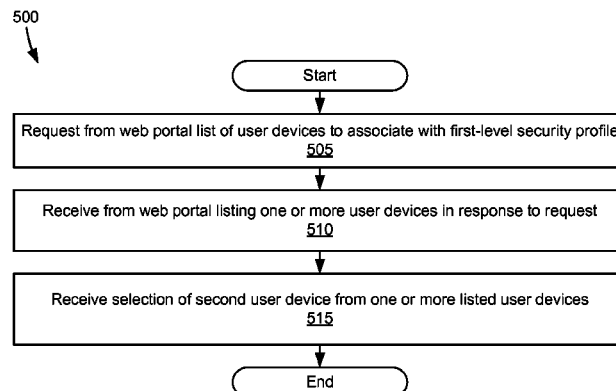 500
Start
Request from web portal list of user devices to associate with first-level security profile
505
Receive from web portal listing one or more user devices in response to request
510
Receive selection of second user device from one or more listed user devices
515
End